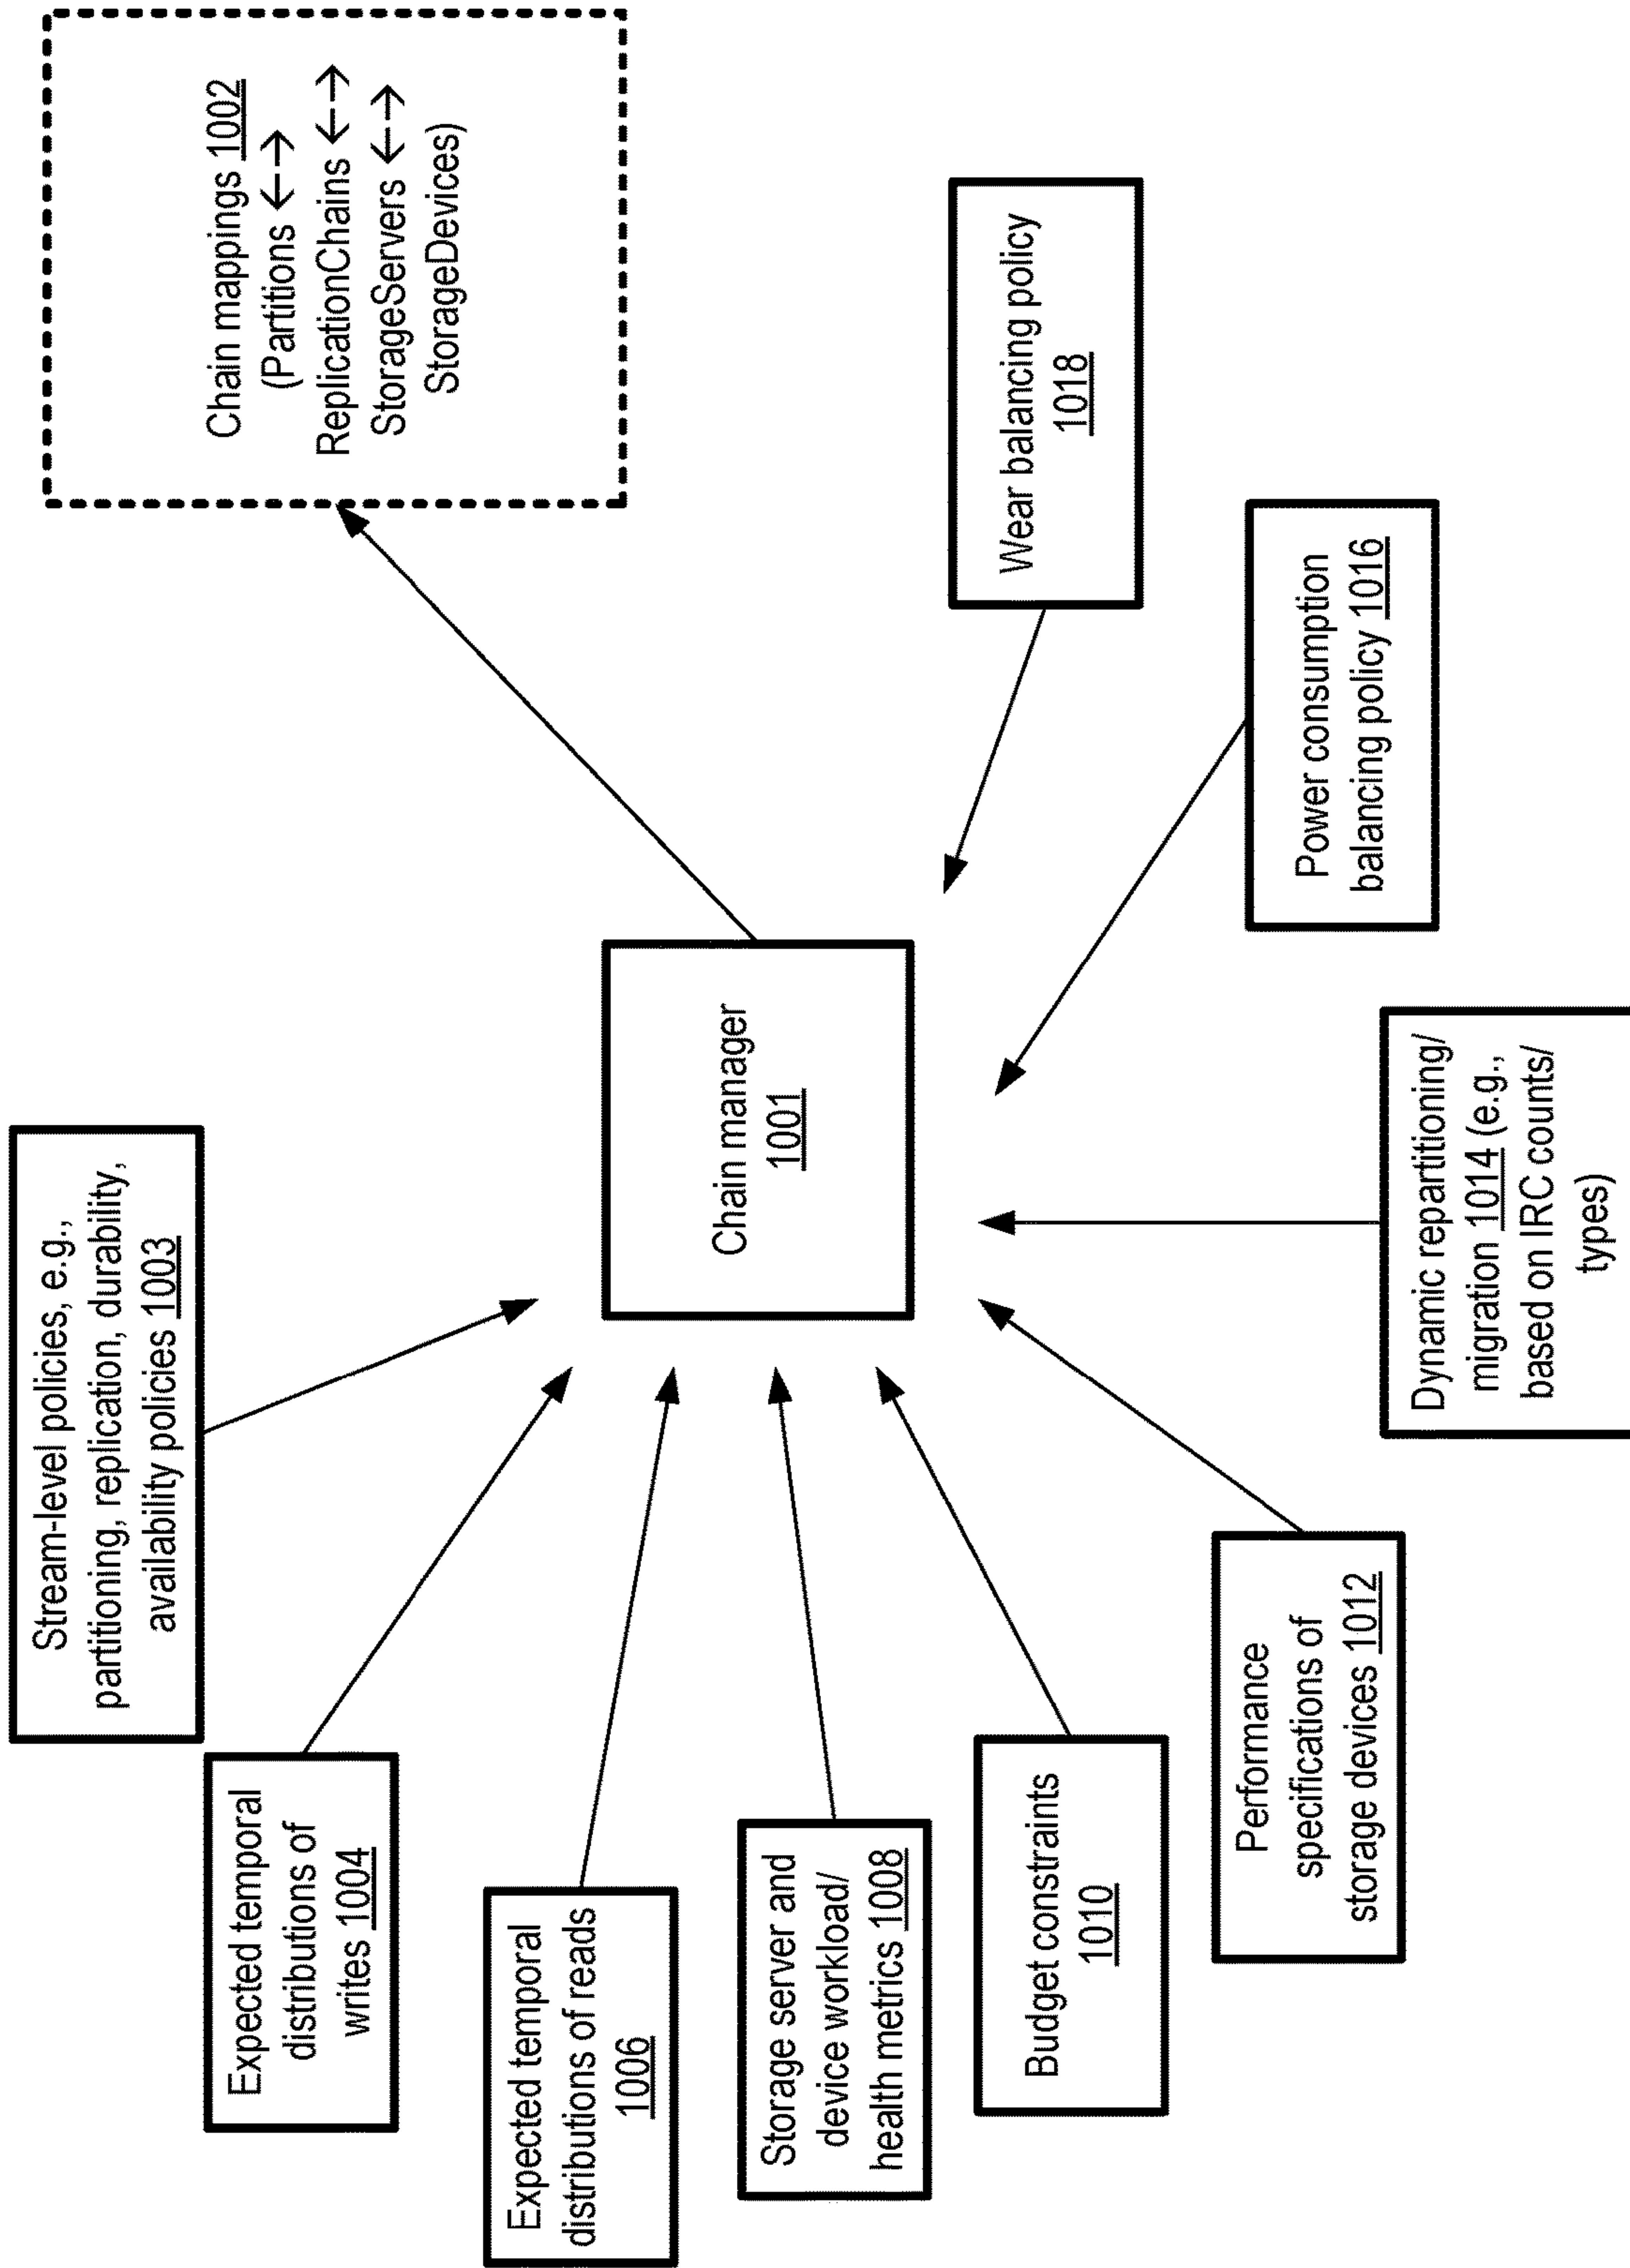 Stream-level policies, e.g.,
partitioning, replication, durability,
availability policies 1003
Chain mappings 1002
(Partitions ←→
ReplicationChains ←→
StorageServers ←→
StorageDevices)
Expected temporal
distributions of
writes 1004
Expected temporal
distributions of reads
1006
Chain manager
1001
Storage server and
device workload/
health metrics 1008
Budget constraints
1010
Wear balancing policy
1018
Performance
specifications of
storage devices 1012
Power consumption
balancing policy 1016
Dynamic repartitioning/
migration 1014 (e.g.,
based on IRC counts/
types)